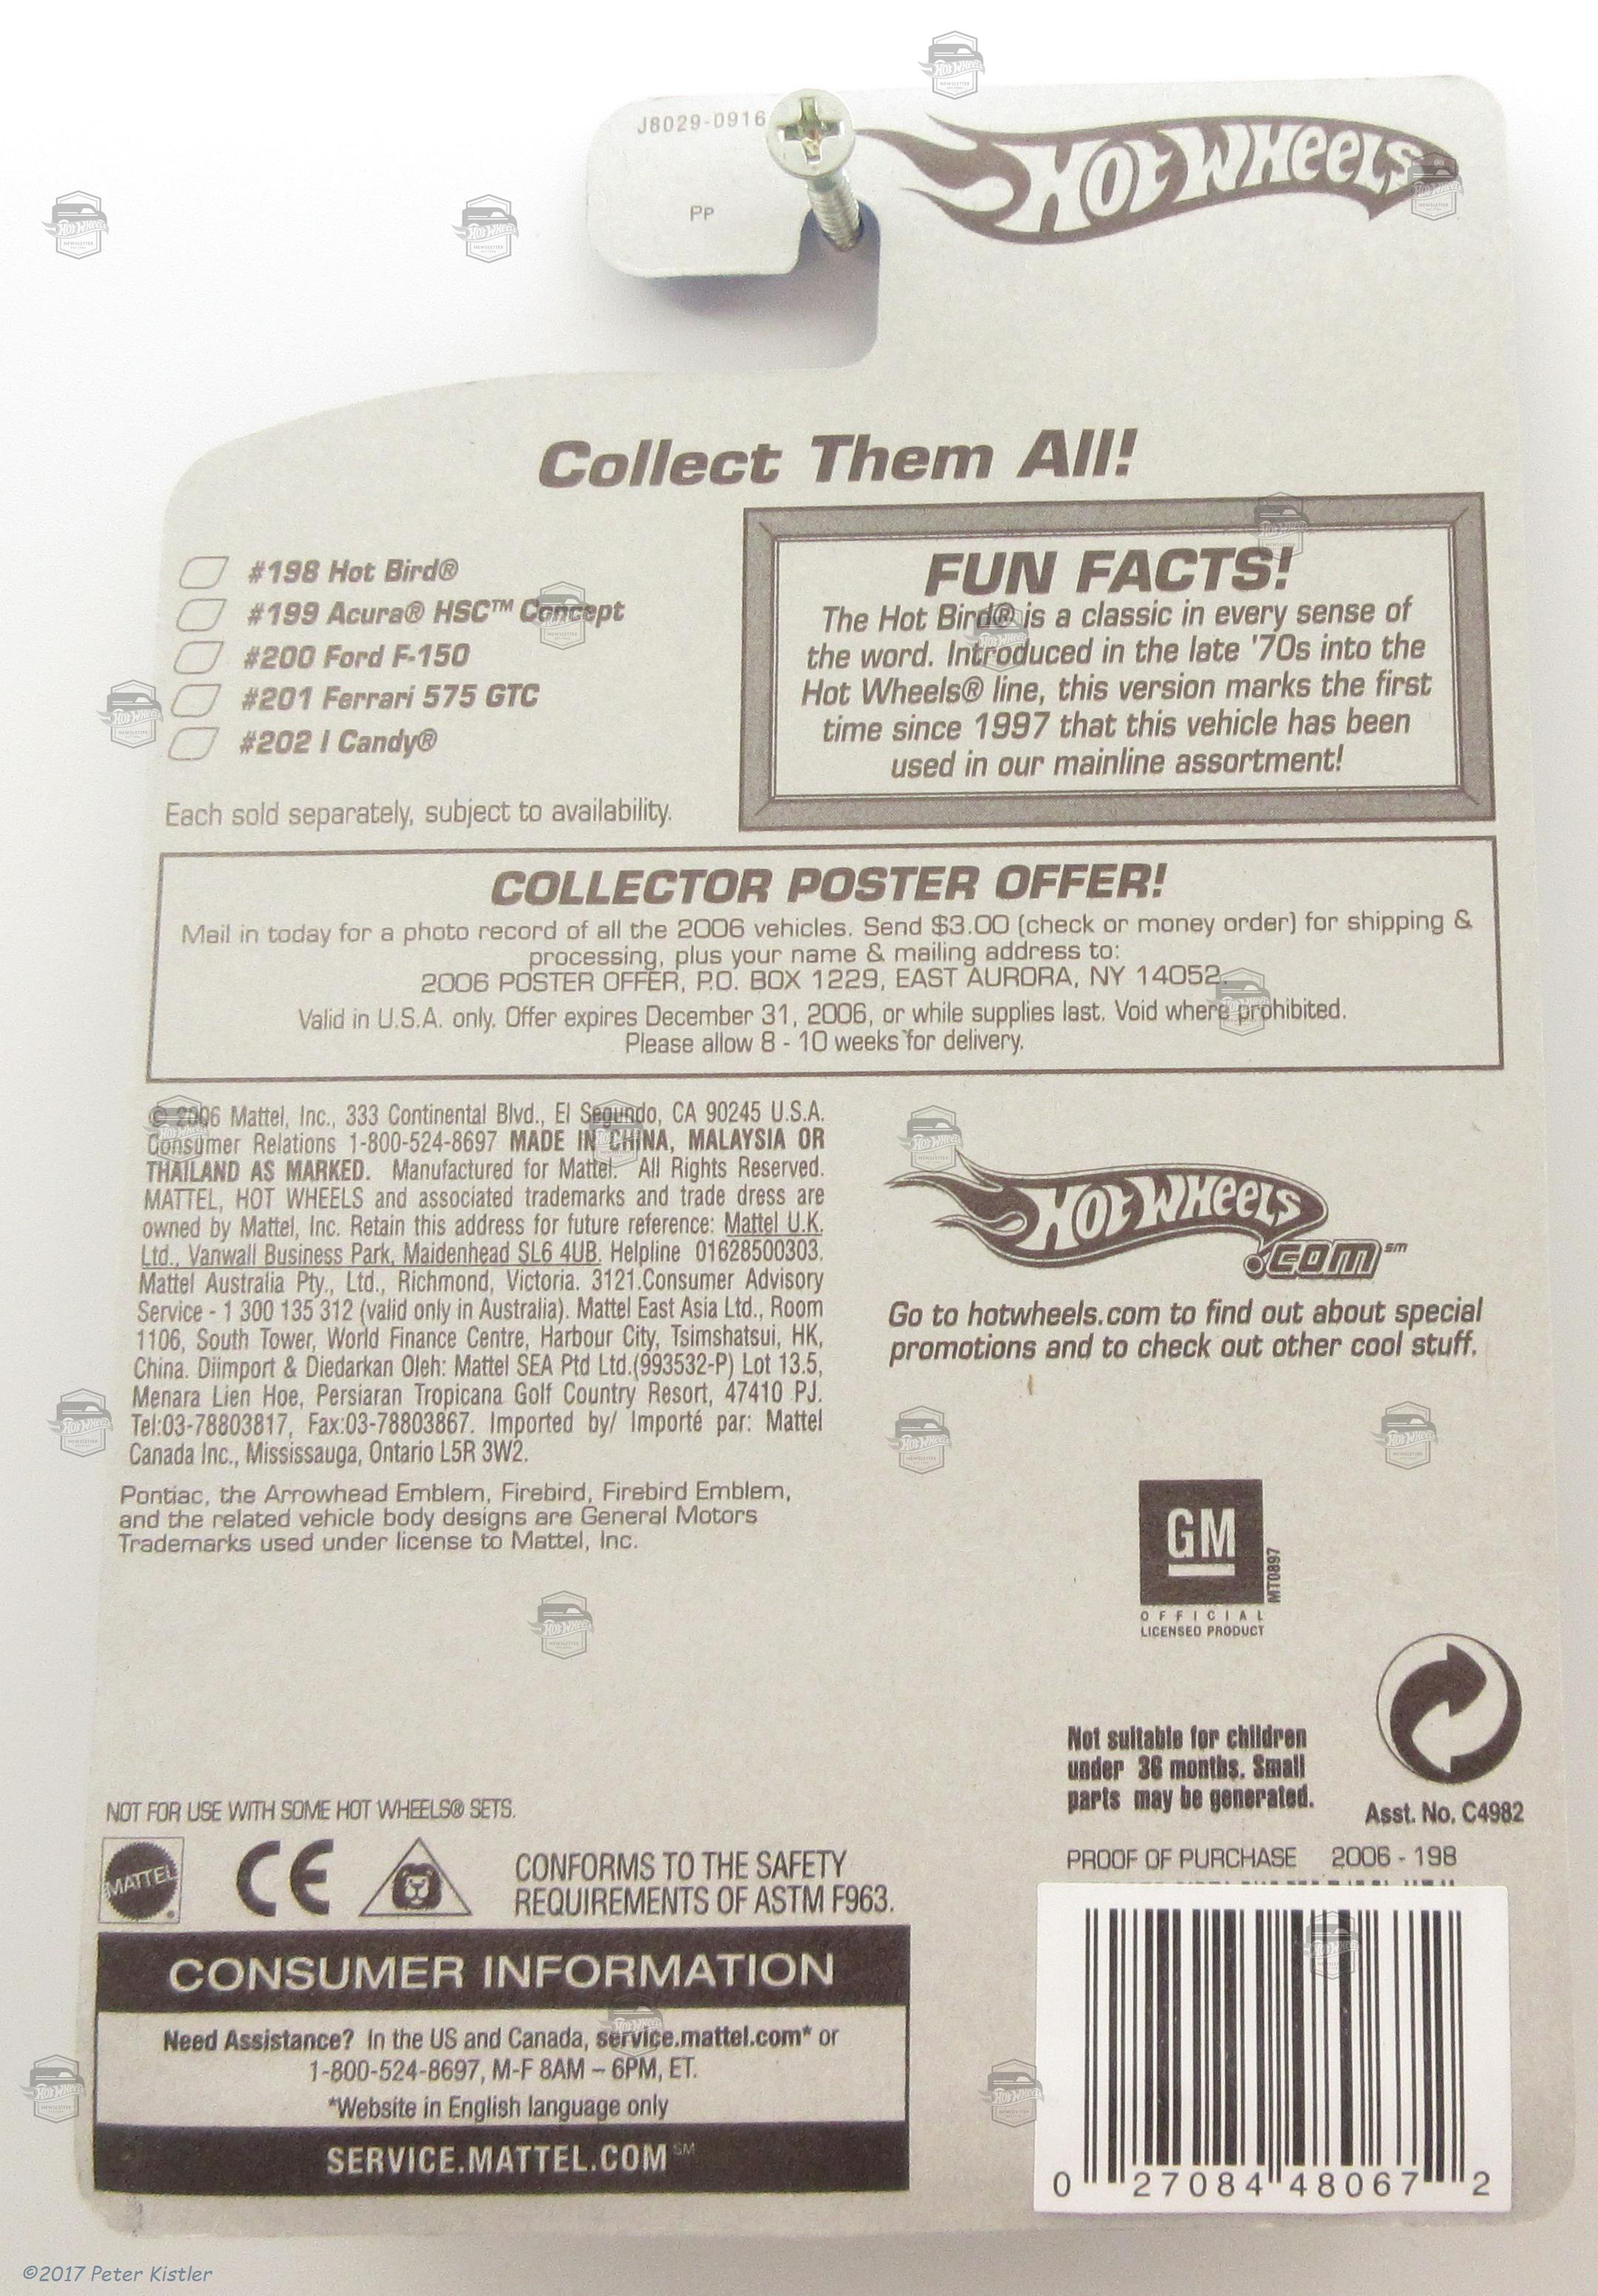 J8029-0916
Pp
HOT WHEELS
Collect Them All!
#198 Hot Bird®
#199 Acura® HSC™ Concept
#200 Ford F-150
#201 Ferrari 575 GTC
#202 I Candy®
Each sold separately, subject to availability.
FUN FACTS!
The Hot Bird® is a classic in every sense of
the word. Introduced in the late '70s into the
Hot Wheels® line, this version marks the first
time since 1997 that this vehicle has been
used in our mainline assortment!
COLLECTOR POSTER OFFER!
Mail in today for a photo record of all the 2006 vehicles. Send $3.00 (check or money order) for shipping &
processing, plus your name & mailing address to:
2006 POSTER OFFER, P.O. BOX 1229, EAST AURORA, NY 14052.
Valid in U.S.A. only. Offer expires December 31, 2006, or while supplies last. Void where prohibited.
Please allow 8 - 10 weeks for delivery.
© 2006 Mattel, Inc., 333 Continental Blvd., El Segundo, CA 90245 U.S.A.
Consumer Relations 1-800-524-8697 MADE IN CHINA, MALAYSIA OR
THAILAND AS MARKED. Manufactured for Mattel. All Rights Reserved.
MATTEL, HOT WHEELS and associated trademarks and trade dress are
owned by Mattel, Inc. Retain this address for future reference: Mattel U.K.
Ltd., Vanwall Business Park, Maidenhead SL6 4UB. Helpline 01628500303.
Mattel Australia Pty., Ltd., Richmond, Victoria. 3121.Consumer Advisory
Service - 1 300 135 312 (valid only in Australia). Mattel East Asia Ltd., Room
1106, South Tower, World Finance Centre, Harbour City, Tsimshatsui, HK,
China. Diimport & Diedarkan Oleh: Mattel SEA Ptd Ltd.(993532-P) Lot 13.5,
Menara Lien Hoe, Persiaran Tropicana Golf Country Resort, 47410 PJ.
Tel:03-78803817, Fax:03-78803867. Imported by/ Importé par: Mattel
Canada Inc., Mississauga, Ontario L5R 3W2.
Pontiac, the Arrowhead Emblem, Firebird, Firebird Emblem,
and the related vehicle body designs are General Motors
Trademarks used under license to Mattel, Inc.
HOT WHEELS
.COM℠
Go to hotwheels.com to find out about special
promotions and to check out other cool stuff.
GM
MT0897
OFFICIAL
LICENSED PRODUCT
Not suitable for children
under 36 months. Small
parts may be generated.
Asst. No. C4982
PROOF OF PURCHASE 2006 - 198
NOT FOR USE WITH SOME HOT WHEELS® SETS.
MATTEL®
CE
CONFORMS TO THE SAFETY
REQUIREMENTS OF ASTM F963.
CONSUMER INFORMATION
Need Assistance? In the US and Canada, service.mattel.com* or
1-800-524-8697, M-F 8AM – 6PM, ET.
*Website in English language only
SERVICE.MATTEL.COM℠
0 27084 48067 2
©2017 Peter Kistler